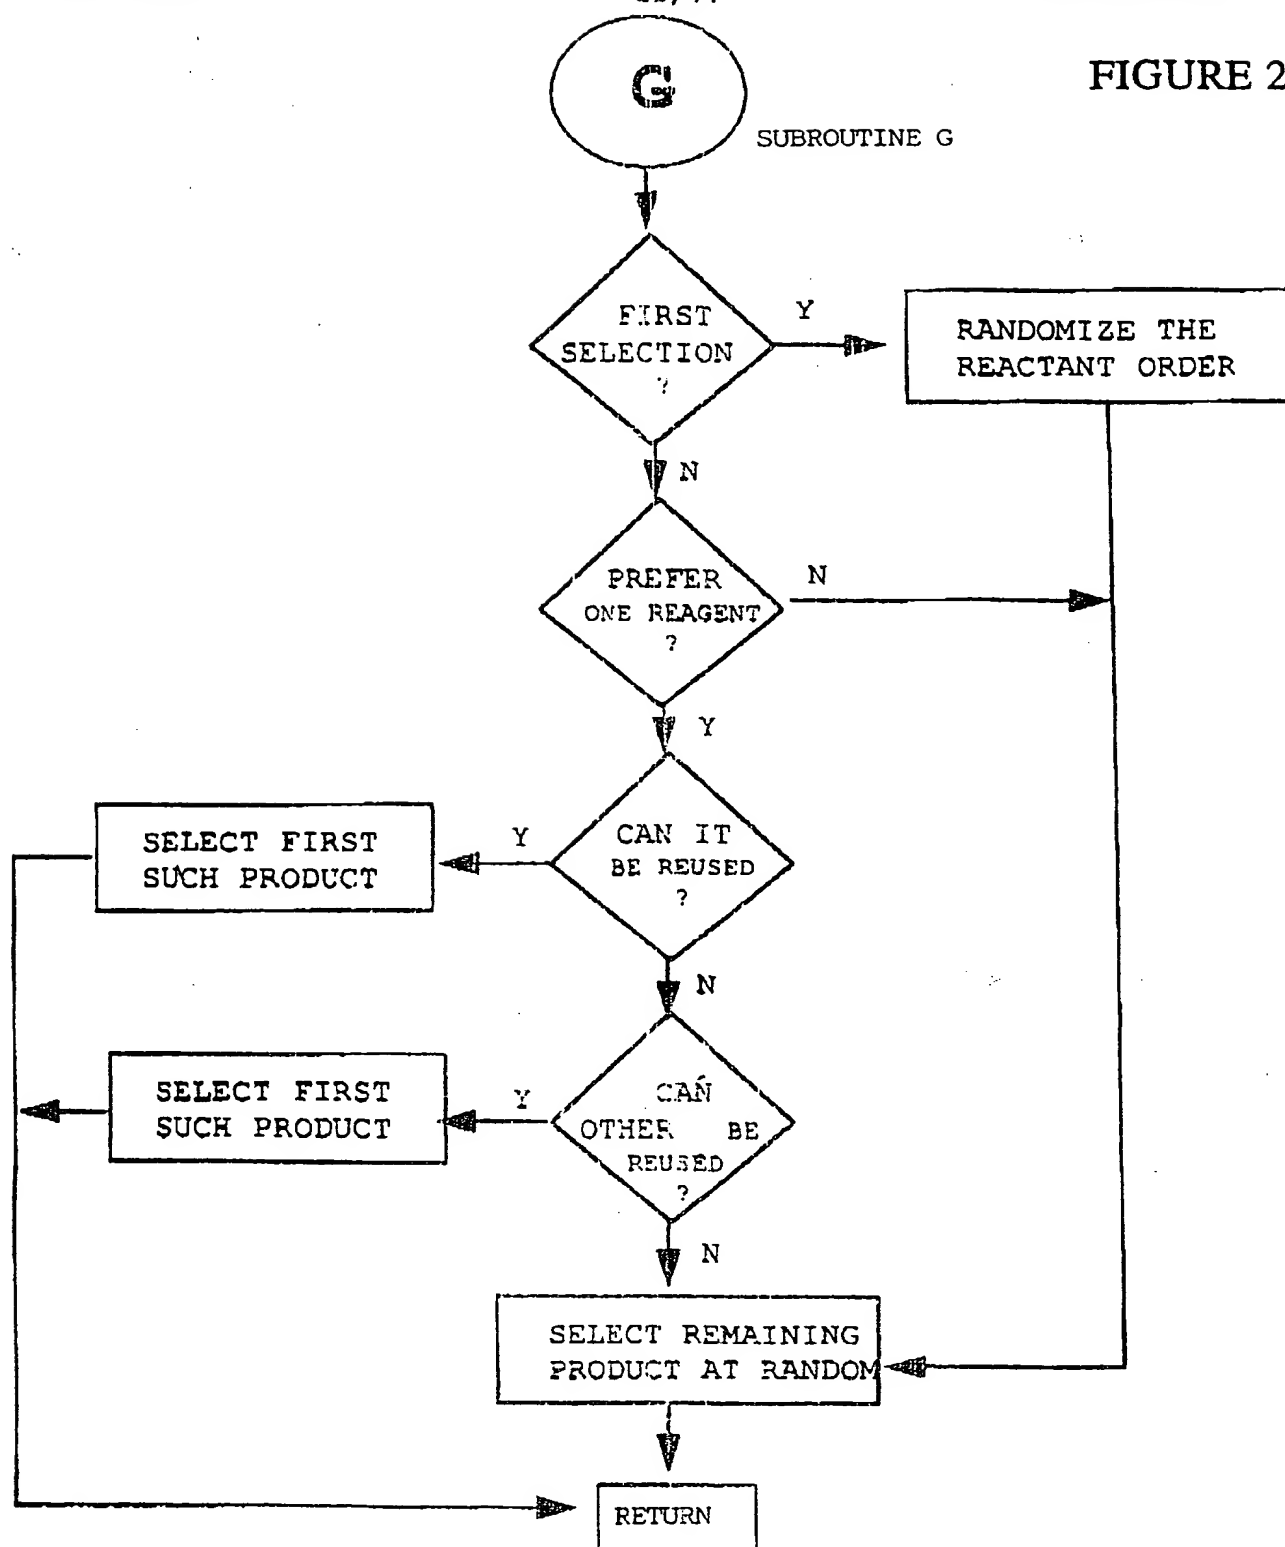 FIGURE 2
G
SUBROUTINE G
FIRST
SELECTION
?
Y
RANDOMIZE THE
REACTANT ORDER
N
PREFER
ONE REAGENT
?
N
Y
CAN IT
BE REUSED
?
Y
SELECT FIRST
SUCH PRODUCT
N
CAN
OTHER BE
REUSED
?
Y
SELECT FIRST
SUCH PRODUCT
N
SELECT REMAINING
PRODUCT AT RANDOM
RETURN